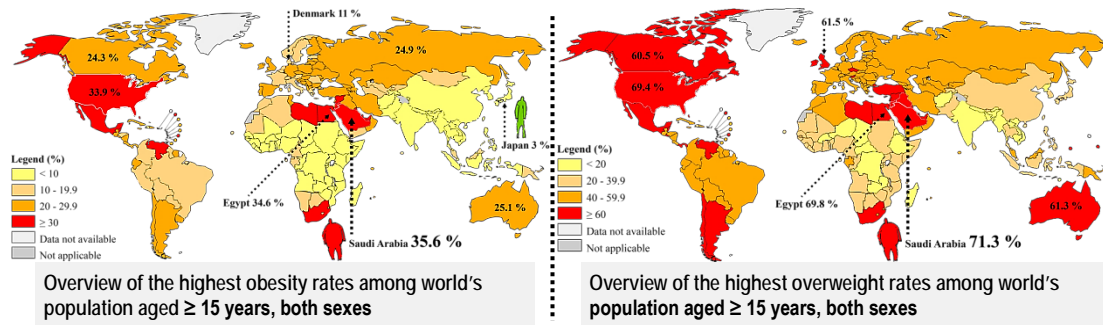 Denmark 11 %
24.3 %
24.9 %
33.9 %
Japan 3 %
Legend (%)
< 10
10 - 19.9
20 - 29.9
≥ 30
Data not available
Not applicable
Egypt 34.6 %
25.1 %
Saudi Arabia 35.6 %
Overview of the highest obesity rates among world's
population aged ≥ 15 years, both sexes
61.5 %
60.5 %
69.4 %
Legend (%)
< 20
20 - 39.9
40 - 59.9
≥ 60
Data not available
Not applicable
Egypt 69.8 %
61.3 %
Saudi Arabia 71.3 %
Overview of the highest overweight rates among world's
population aged ≥ 15 years, both sexes